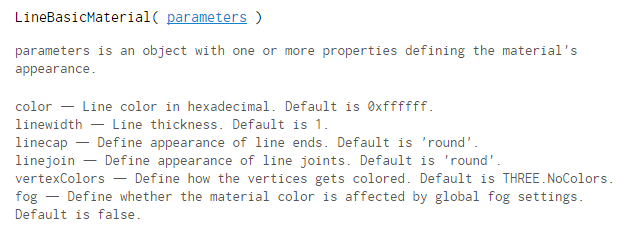 LineBasicMaterial( parameters )
parameters is an object with one or more properties defining the material's
appearance.
color — Line color in hexadecimal. Default is 0xffffff.
linewidth — Line thickness. Default is 1.
linecap — Define appearance of line ends. Default is 'round'.
linejoin — Define appearance of line joints. Default is 'round'.
vertexColors — Define how the vertices gets colored. Default is THREE.NoColors.
fog — Define whether the material color is affected by global fog settings.
Default is false.